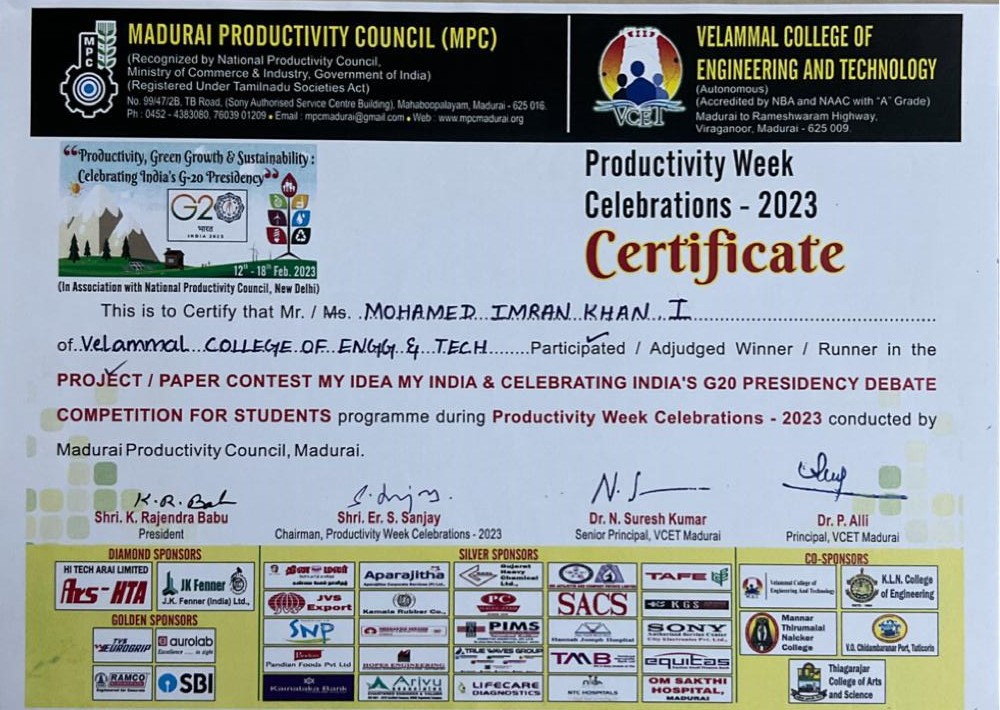 MPC
MADURAI PRODUCTIVITY COUNCIL (MPC)
(Recognized by National Productivity Council,
Ministry of Commerce & Industry, Government of India)
(Registered Under Tamilnadu Societies Act)
No. 99/47/2B, TB Road, (Sony Authorised Service Centre Building), Mahaboopalayam, Madurai - 625 016.
Ph : 0452 - 4383080, 76039 01209 • Email : mpcmadurai@gmail.com • Web : www.mpcmadurai.org
VCET
VELAMMAL COLLEGE OF
ENGINEERING AND TECHNOLOGY
(Autonomous)
(Accredited by NBA and NAAC with "A" Grade)
Madurai to Rameshwaram Highway,
Viraganoor, Madurai - 625 009.
"Productivity, Green Growth & Sustainability :
Celebrating India's G-20 Presidency"
G20
भारत
INDIA 2023
12th - 18th Feb. 2023
(In Association with National Productivity Council, New Delhi)
Productivity Week
Celebrations - 2023
Certificate
This is to Certify that Mr. / Ms. MOHAMED IMRAN KHAN I
of Velammal COLLEGE OF ENGG & TECH Participated / Adjudged Winner / Runner in the
PROJECT / PAPER CONTEST MY IDEA MY INDIA & CELEBRATING INDIA'S G20 PRESIDENCY DEBATE
COMPETITION FOR STUDENTS programme during Productivity Week Celebrations - 2023 conducted by
Madurai Productivity Council, Madurai.
K.R. Bab
Shri. K. Rajendra Babu
President
Shri. Er. S. Sanjay
Chairman, Productivity Week Celebrations - 2023
Dr. N. Suresh Kumar
Senior Principal, VCET Madurai
Dr. P. Alli
Principal, VCET Madurai
DIAMOND SPONSORS
HI TECH ARAI LIMITED
Ars-HTA
JK Fenner
J.K. Fenner (India) Ltd.,
GOLDEN SPONSORS
TVS EUROGRIP
aurolab
RAMCO
SBI
SILVER SPONSORS
தினமலர்
Aparajitha
Gujarat
Heavy
Chemical
Ltd.,
TAFE
JVS
Export
Kamala Rubber Co.,
PC
SACS
KGS
SNP
PIMS
Hannah Joseph Hospital
SONY
Authorised Service Center
City Electronics Pvt. Ltd.,
Pandian Foods Pvt Ltd
HOFRA ENGINEERING
TRUE WAVES GROUP
TMB
equitas
Karnataka Bank
Arivu
LIFECARE
DIAGNOSTICS
NTC HOSPITALS
OM SAKTHI
HOSPITAL,
MADURAI
CO-SPONSORS
Velammal College of
Engineering And Technology
K.L.N. College
of Engineering
Mannar
Thirumalai
Naicker
College
V.O. Chidambaranar Port, Tuticorin
Thiagarajar
College of Arts
and Science